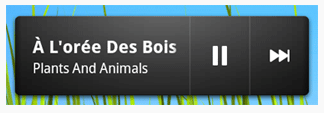 À L'orée Des Bois
Plants And Animals